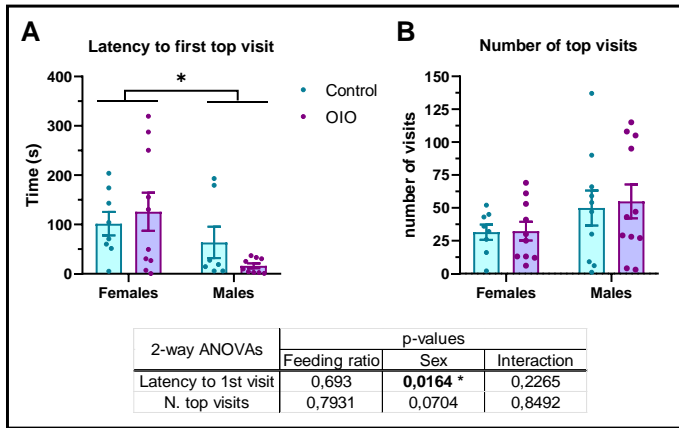 A
Latency to first top visit
*
Time (s)
400
300
200
100
0
Females
Males
Control
OIO
B
Number of top visits
number of visits
150
125
100
75
50
25
0
Females
Males
2-way ANOVAs
p-values
Feeding ratio Sex Interaction
Latency to 1st visit 0,693 0,0164 * 0,2265
N. top visits 0,7931 0,0704 0,8492